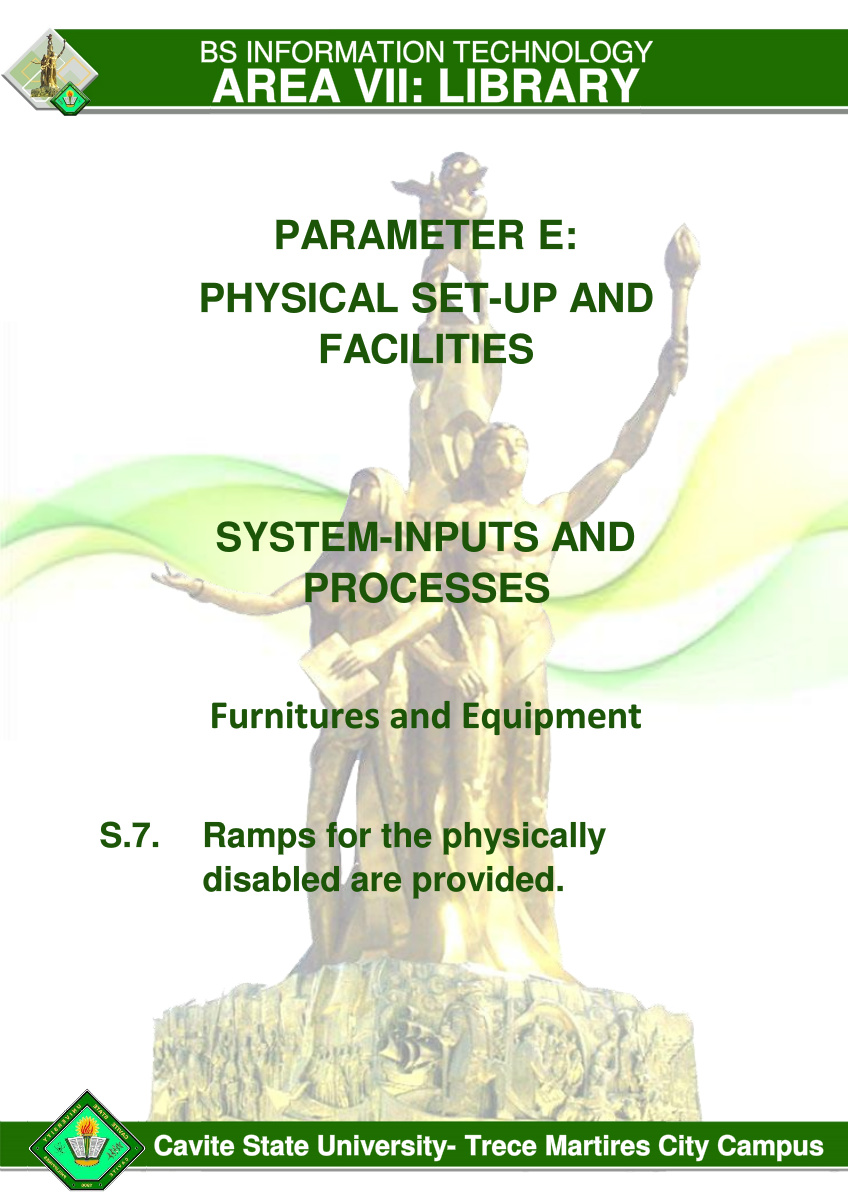 BS INFORMATION TECHNOLOGY
AREA VII: LIBRARY
PARAMETER E:
PHYSICAL SET-UP AND
FACILITIES
SYSTEM-INPUTS AND
PROCESSES
Furnitures and Equipment
S.7. Ramps for the physically
disabled are provided.
Cavite State University- Trece Martires City Campus